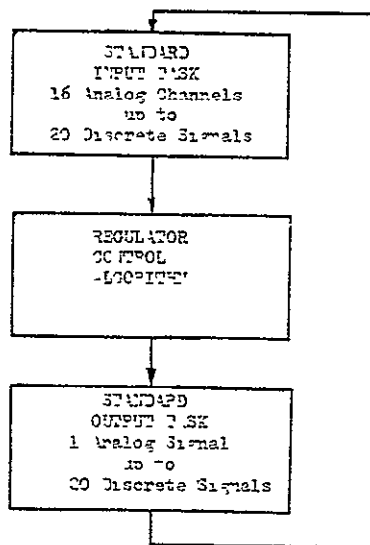 STANDARD
INPUT TASK
16 Analog Channels
up to
20 Discrete Signals
REGULATOR
CONTROL
ALGORITHM
STANDARD
OUTPUT TASK
1 Analog Signal
up to
20 Discrete Signals